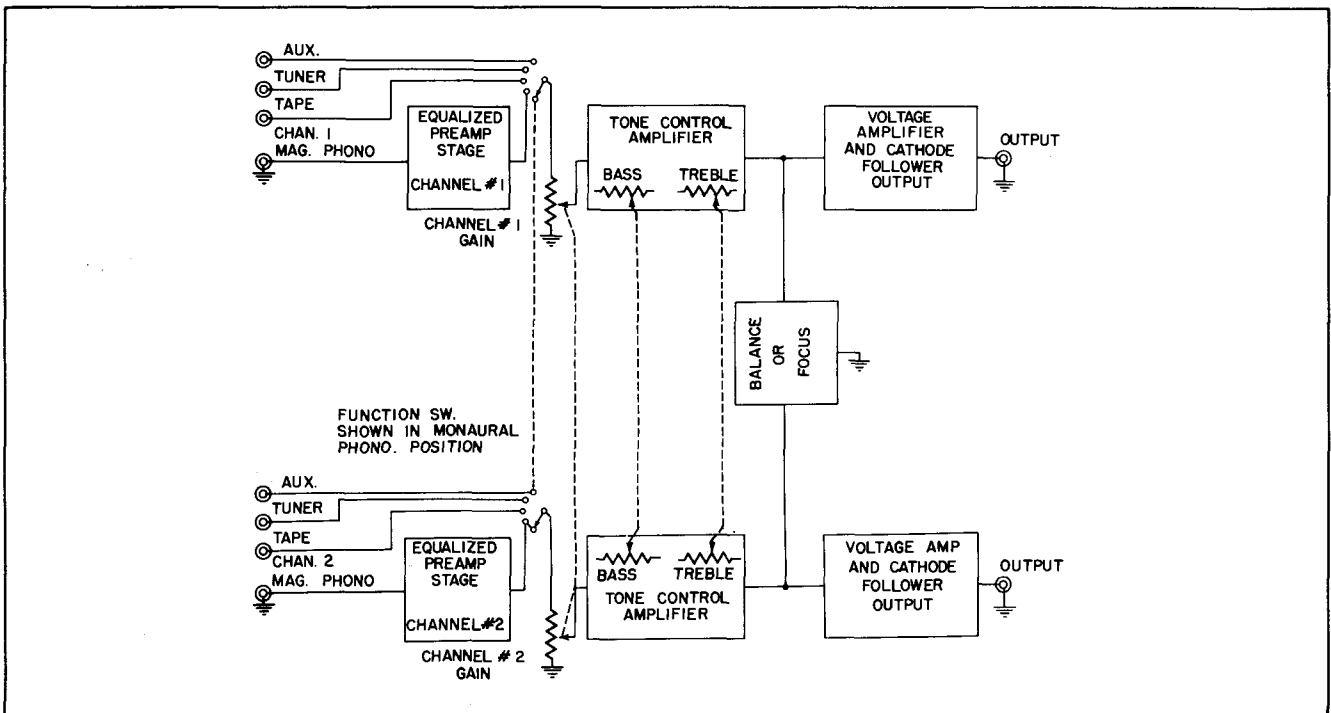 AUX.
TUNER
TAPE
CHAN. 1
MAG. PHONO
EQUALIZED
PREAMP
STAGE
CHANNEL #1
CHANNEL # 1
GAIN
TONE CONTROL
AMPLIFIER
BASS
TREBLE
VOLTAGE
AMPLIFIER
AND CATHODE
FOLLOWER
OUTPUT
OUTPUT
BALANCE
OR
FOCUS
FUNCTION SW.
SHOWN IN MONAURAL
PHONO. POSITION
AUX.
TUNER
TAPE
CHAN. 2
MAG. PHONO
EQUALIZED
PREAMP
STAGE
CHANNEL #2
CHANNEL # 2
GAIN
BASS
TREBLE
TONE CONTROL
AMPLIFIER
VOLTAGE AMP
AND CATHODE
FOLLOWER
OUTPUT
OUTPUT